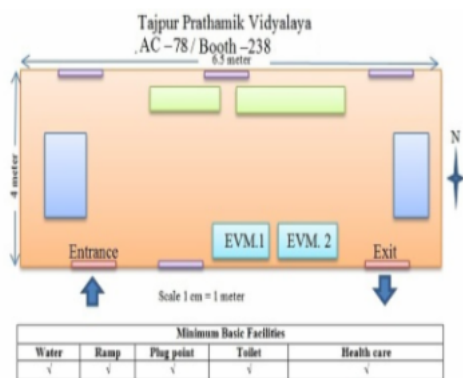 Tajpur Prathamik Vidyalaya
AC –78 / Booth –238
6.5 meter
4 meter
N
EVM.1 EVM. 2
Entrance Exit
Scale 1 cm = 1 meter
Minimum Basic Facilities
Water Ramp Plug point Toilet Health care
√ √ √ √ √